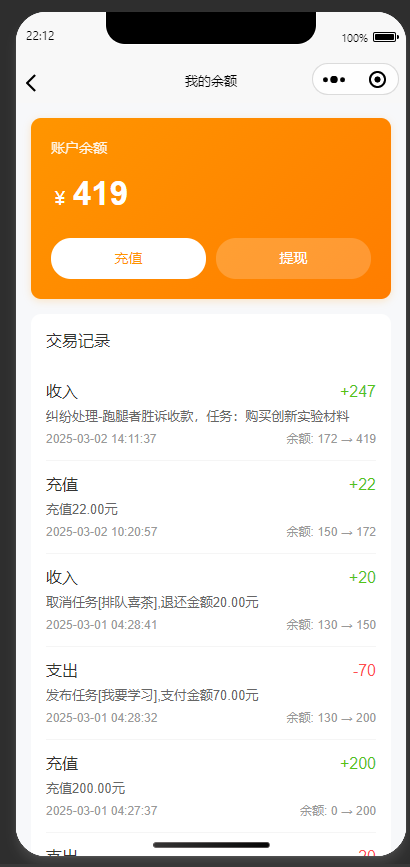 22:12
100%
我的余额
账户余额
¥ 419
充值
提现
交易记录
收入 +247
纠纷处理-跑腿者胜诉收款，任务：购买创新实验材料
2025-03-02 14:11:37 余额: 172 → 419
充值 +22
充值22.00元
2025-03-02 10:20:57 余额: 150 → 172
收入 +20
取消任务[排队喜茶],退还金额20.00元
2025-03-01 04:28:41 余额: 130 → 150
支出 -70
发布任务[我要学习],支付金额70.00元
2025-03-01 04:28:32 余额: 130 → 200
充值 +200
充值200.00元
2025-03-01 04:27:37 余额: 0 → 200
支出 -20